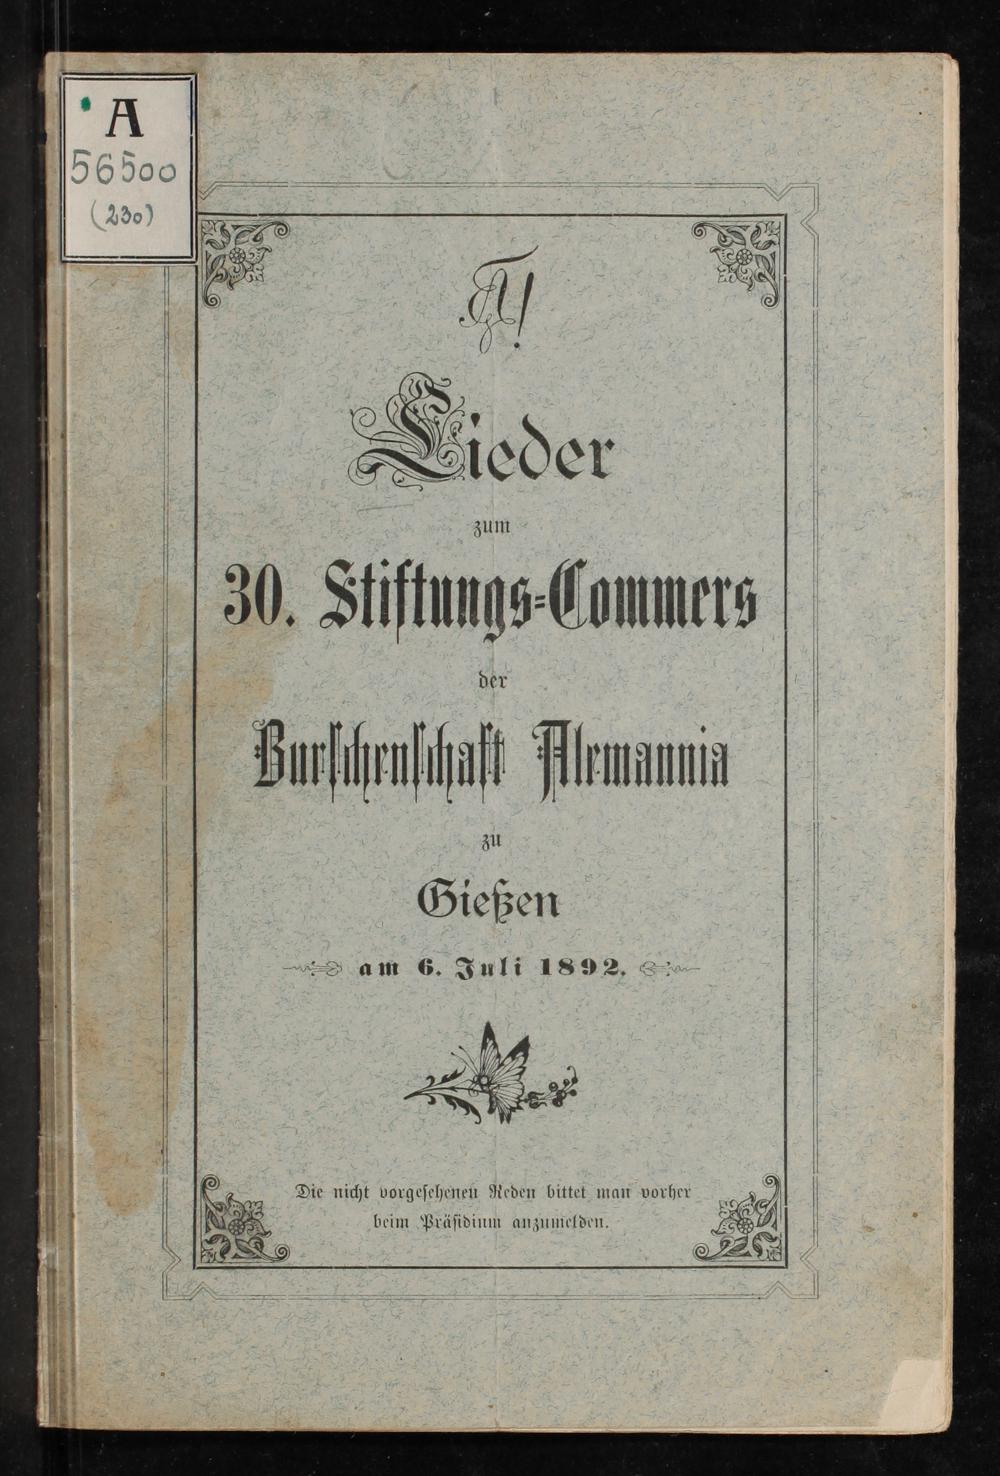 A
56500
(230)
Lieder
zum
30. Stiftungs-Commers
der
Burschenschaft Alemannia
zu
Gießen
am 6. Juli 1892.
Die nicht vorgesehenen Reden bittet man vorher
beim Präsidium anzumelden.